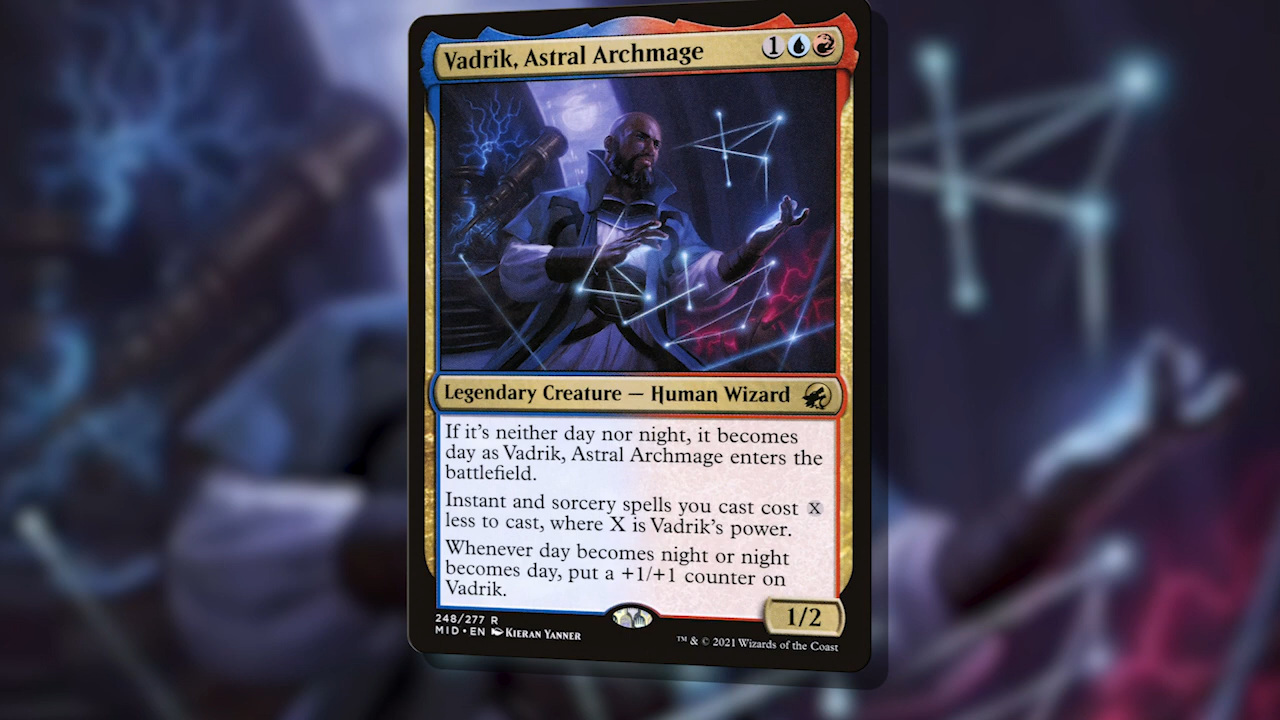 Vadrik, Astral Archmage 1
Legendary Creature — Human Wizard
If it's neither day nor night, it becomes
day as Vadrik, Astral Archmage enters the
battlefield.
Instant and sorcery spells you cast cost X
less to cast, where X is Vadrik's power.
Whenever day becomes night or night
becomes day, put a +1/+1 counter on
Vadrik.
1/2
248/277 R
MID • EN KIERAN YANNER
™ & © 2021 Wizards of the Coast